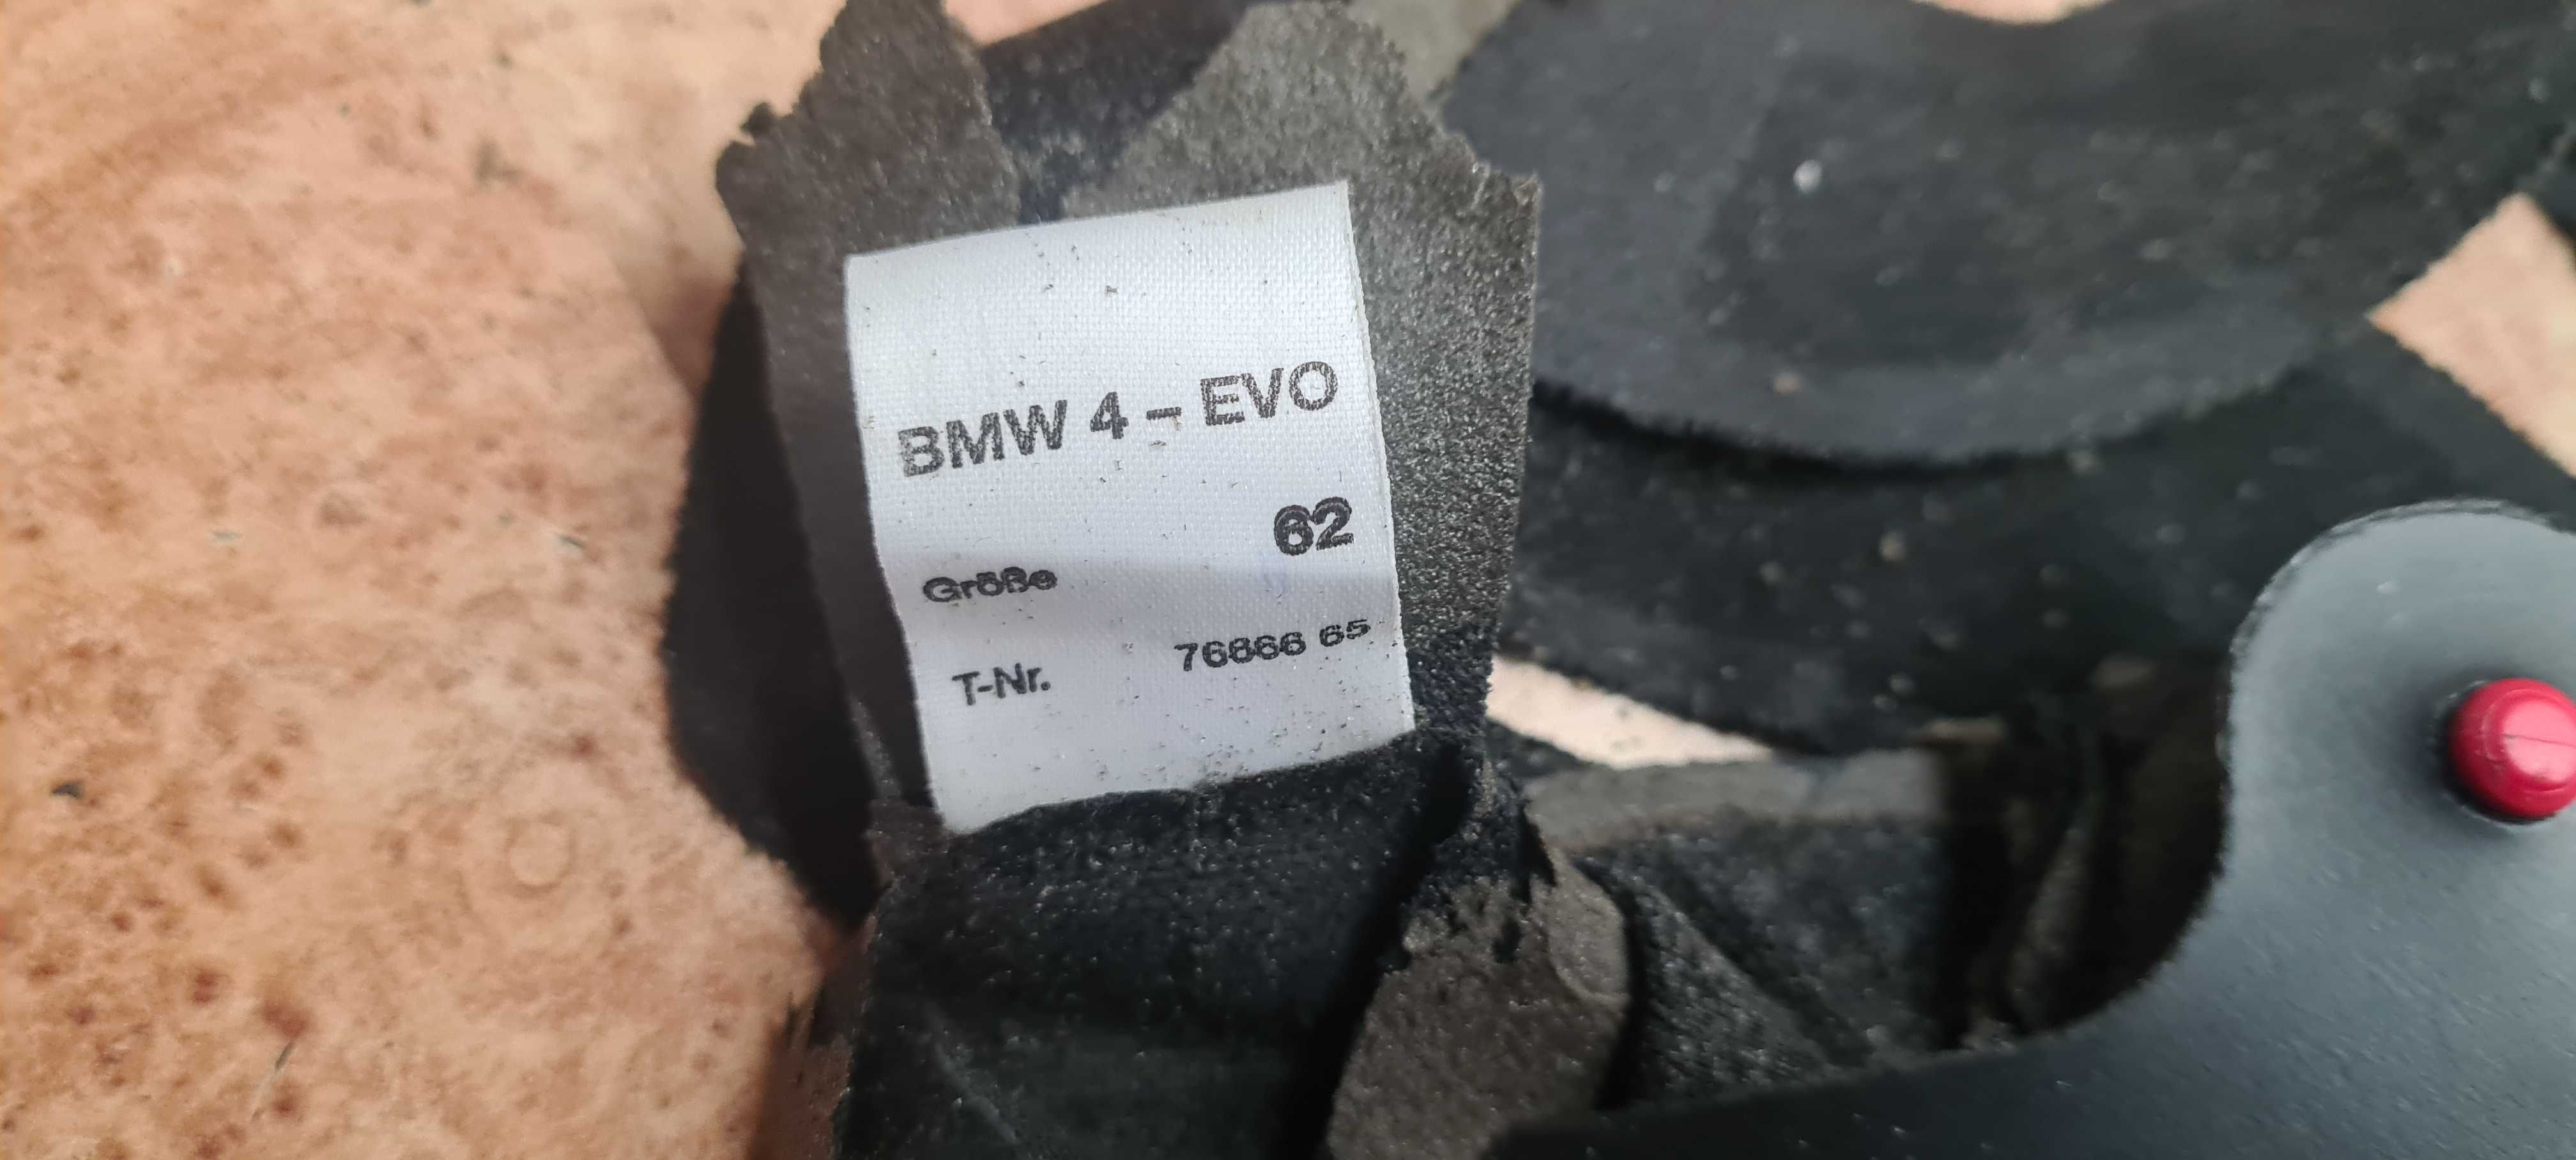 BMW 4 – EVO
62
Größe
T-Nr. 76866 65